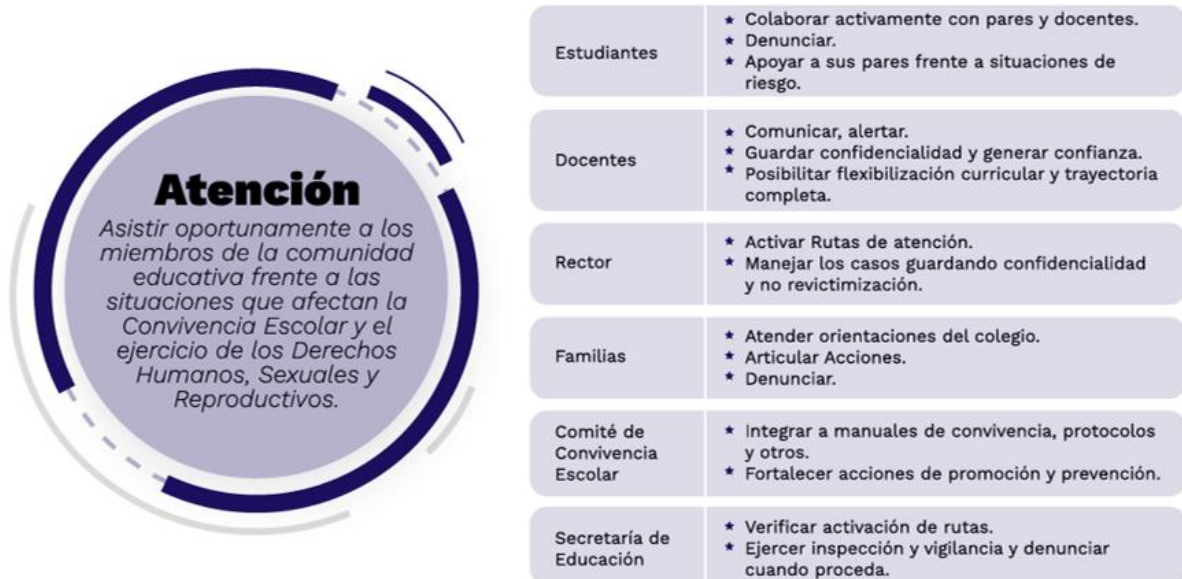 Atención
Asistir oportunamente a los
miembros de la comunidad
educativa frente a las
situaciones que afectan la
Convivencia Escolar y el
ejercicio de los Derechos
Humanos, Sexuales y
Reproductivos.
Estudiantes
★ Colaborar activamente con pares y docentes.
★ Denunciar.
★ Apoyar a sus pares frente a situaciones de
riesgo.
Docentes
★ Comunicar, alertar.
★ Guardar confidencialidad y generar confianza.
★ Posibilitar flexibilización curricular y trayectoria
completa.
Rector
★ Activar Rutas de atención.
★ Manejar los casos guardando confidencialidad
y no revictimización.
Familias
★ Atender orientaciones del colegio.
★ Articular Acciones.
★ Denunciar.
Comité de
Convivencia
Escolar
★ Integrar a manuales de convivencia, protocolos
y otros.
★ Fortalecer acciones de promoción y prevención.
Secretaría de
Educación
★ Verificar activación de rutas.
★ Ejercer inspección y vigilancia y denunciar
cuando proceda.